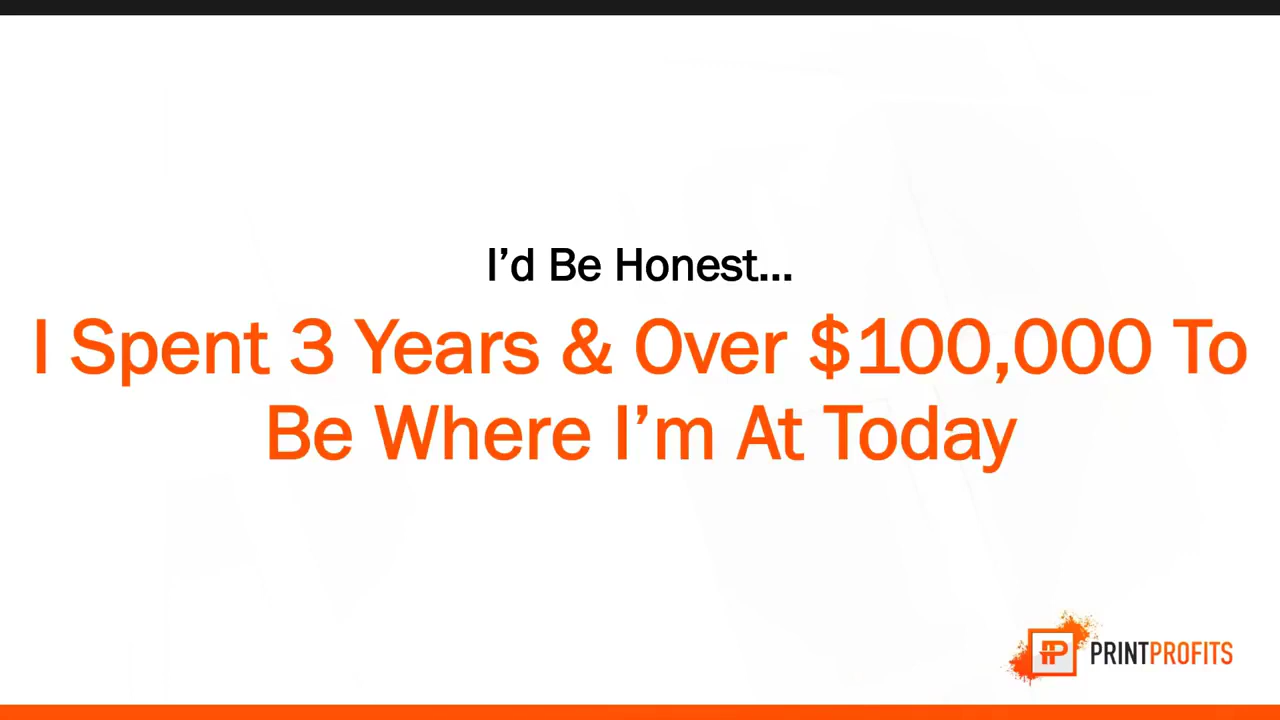 I’d Be Honest...
I Spent 3 Years & Over $100,000 To
Be Where I’m At Today
PRINTPROFITS